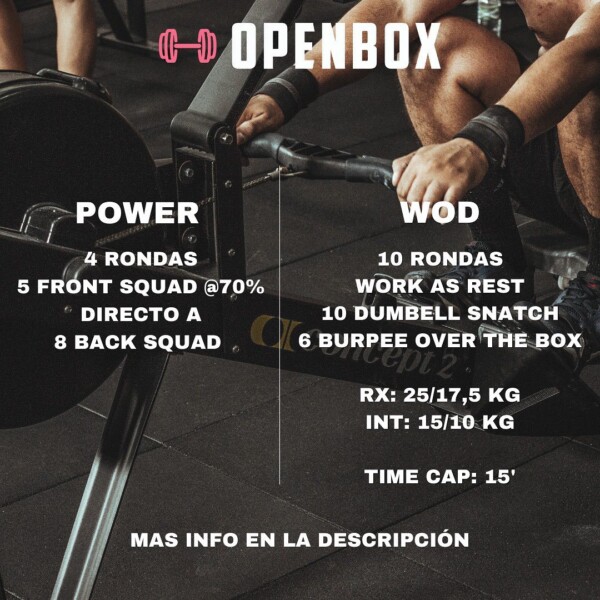 OPENBOX
POWER
4 RONDAS
5 FRONT SQUAD @70%
DIRECTO A
8 BACK SQUAD
WOD
10 RONDAS
WORK AS REST
10 DUMBELL SNATCH
6 BURPEE OVER THE BOX
RX: 25/17,5 KG
INT: 15/10 KG
TIME CAP: 15'
concept 2
MAS INFO EN LA DESCRIPCIÓN